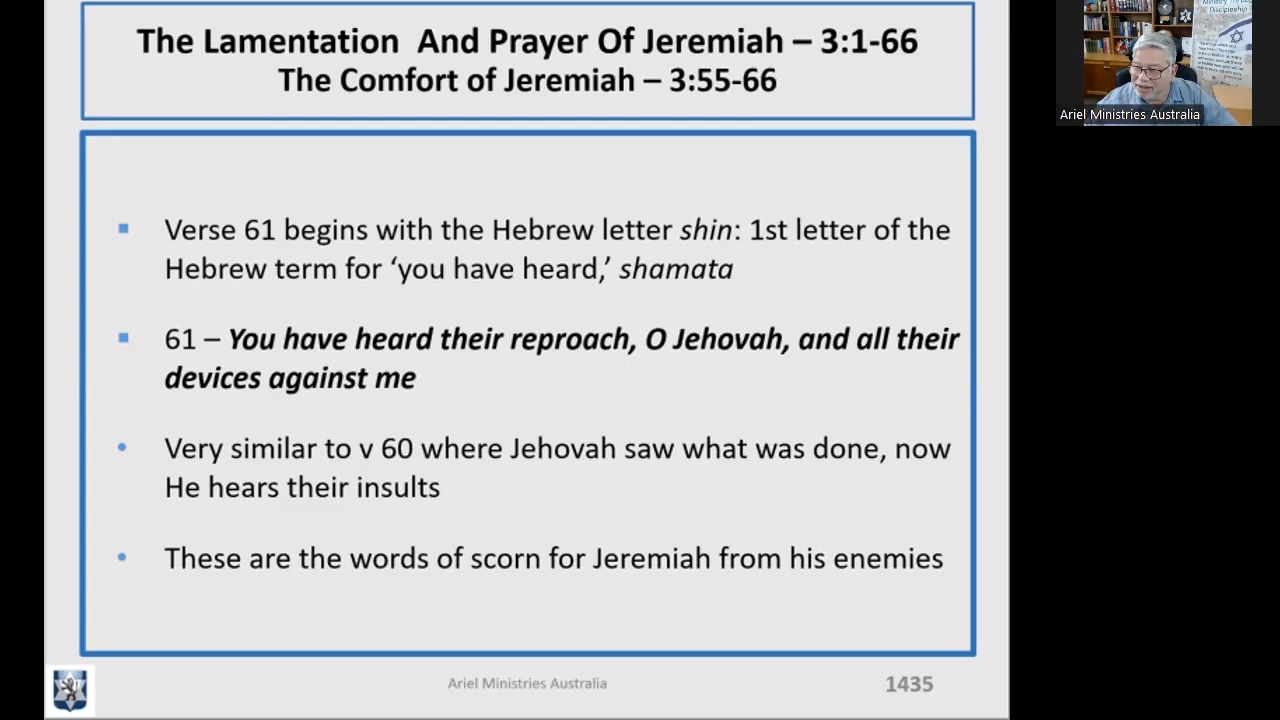 The Lamentation And Prayer Of Jeremiah – 3:1-66
The Comfort of Jeremiah – 3:55-66
Verse 61 begins with the Hebrew letter shin: 1st letter of the
Hebrew term for ‘you have heard,’ shamata
61 – You have heard their reproach, O Jehovah, and all their
devices against me
Very similar to v 60 where Jehovah saw what was done, now
He hears their insults
These are the words of scorn for Jeremiah from his enemies
Ariel Ministries Australia
1435
Discipleship
Ariel Ministries Australia